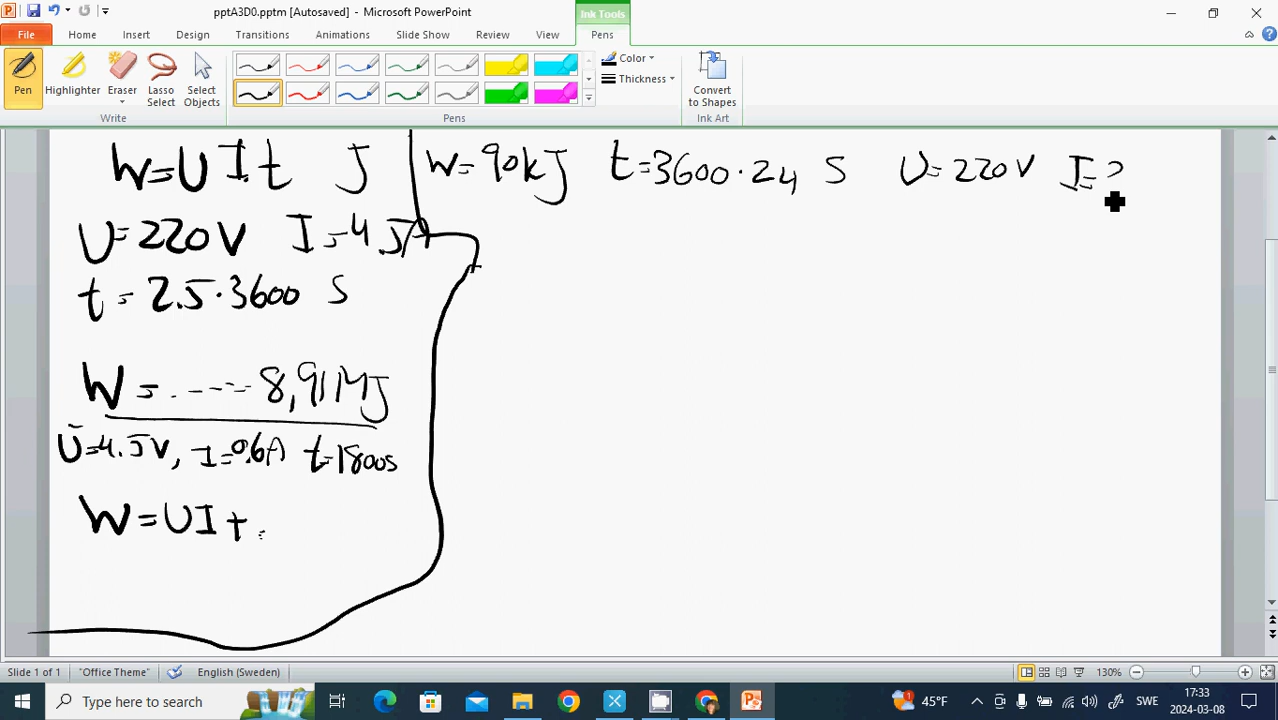 pptA3D0.pptm [Autosaved] - Microsoft PowerPoint
Ink Tools
File Home Insert Design Transitions Animations Slide Show Review View Pens
Pen Highlighter Eraser Lasso Select Select Objects
Color
Thickness
Convert to Shapes
Write Pens Ink Art
W=UI.t J
U=220V I=4.5A
t=2.5·3600 S
W=.----=8,91MJ
U=4.5V, I=0.6A t=1800s
W=UIt=
W=90kJ t=3600·24 S U=220V I=?
Slide 1 of 1 "Office Theme" English (Sweden) 130%
Type here to search 45°F SWE 17:33
2024-03-08